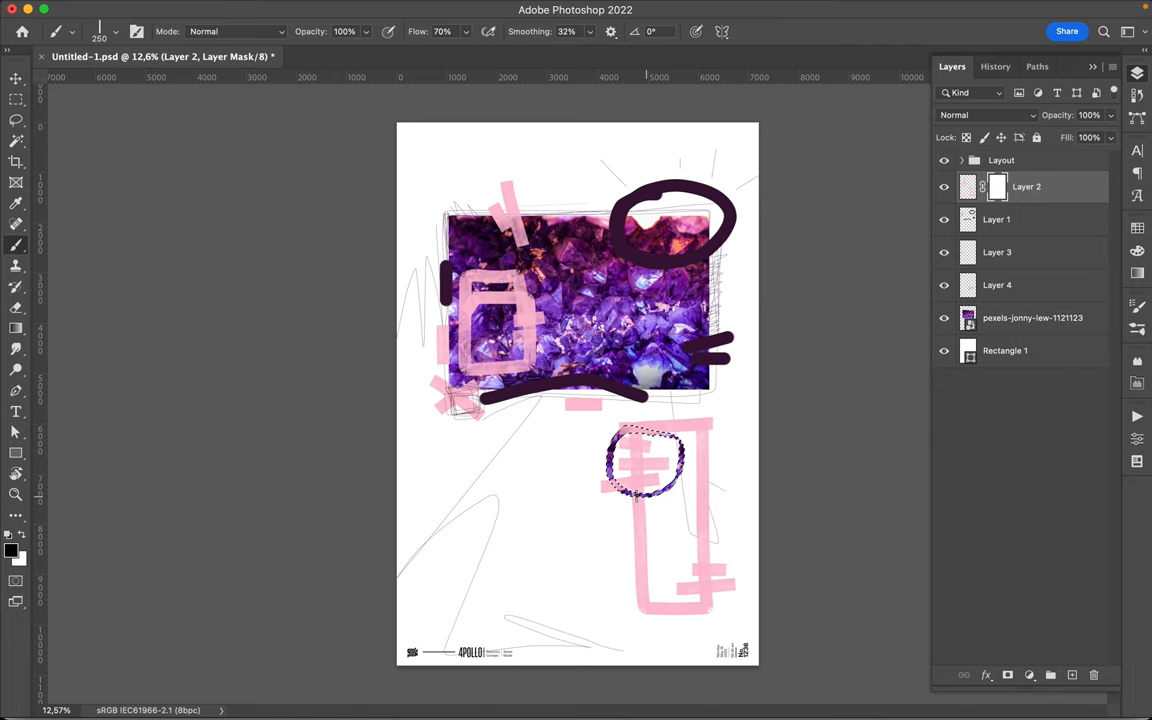 Adobe Photoshop 2022
250
Mode: Normal
Opacity: 100%
Flow: 70%
Smoothing: 32%
0°
Share
Untitled-1.psd @ 12,6% (Layer 2, Layer Mask/8) *
7000 6000 5000 4000 3000 2000 1000 0 1000 2000 3000 4000 5000 6000 7000 8000 9000 10000
Layers
History
Paths
Kind
Normal
Opacity: 100%
Lock:
Fill: 100%
Layout
Layer 2
Layer 1
Layer 3
Layer 4
pexels-jonny-lew-1121123
Rectangle 1
4POLLO
No. 1236
12,57%
sRGB IEC61966-2.1 (8bpc)